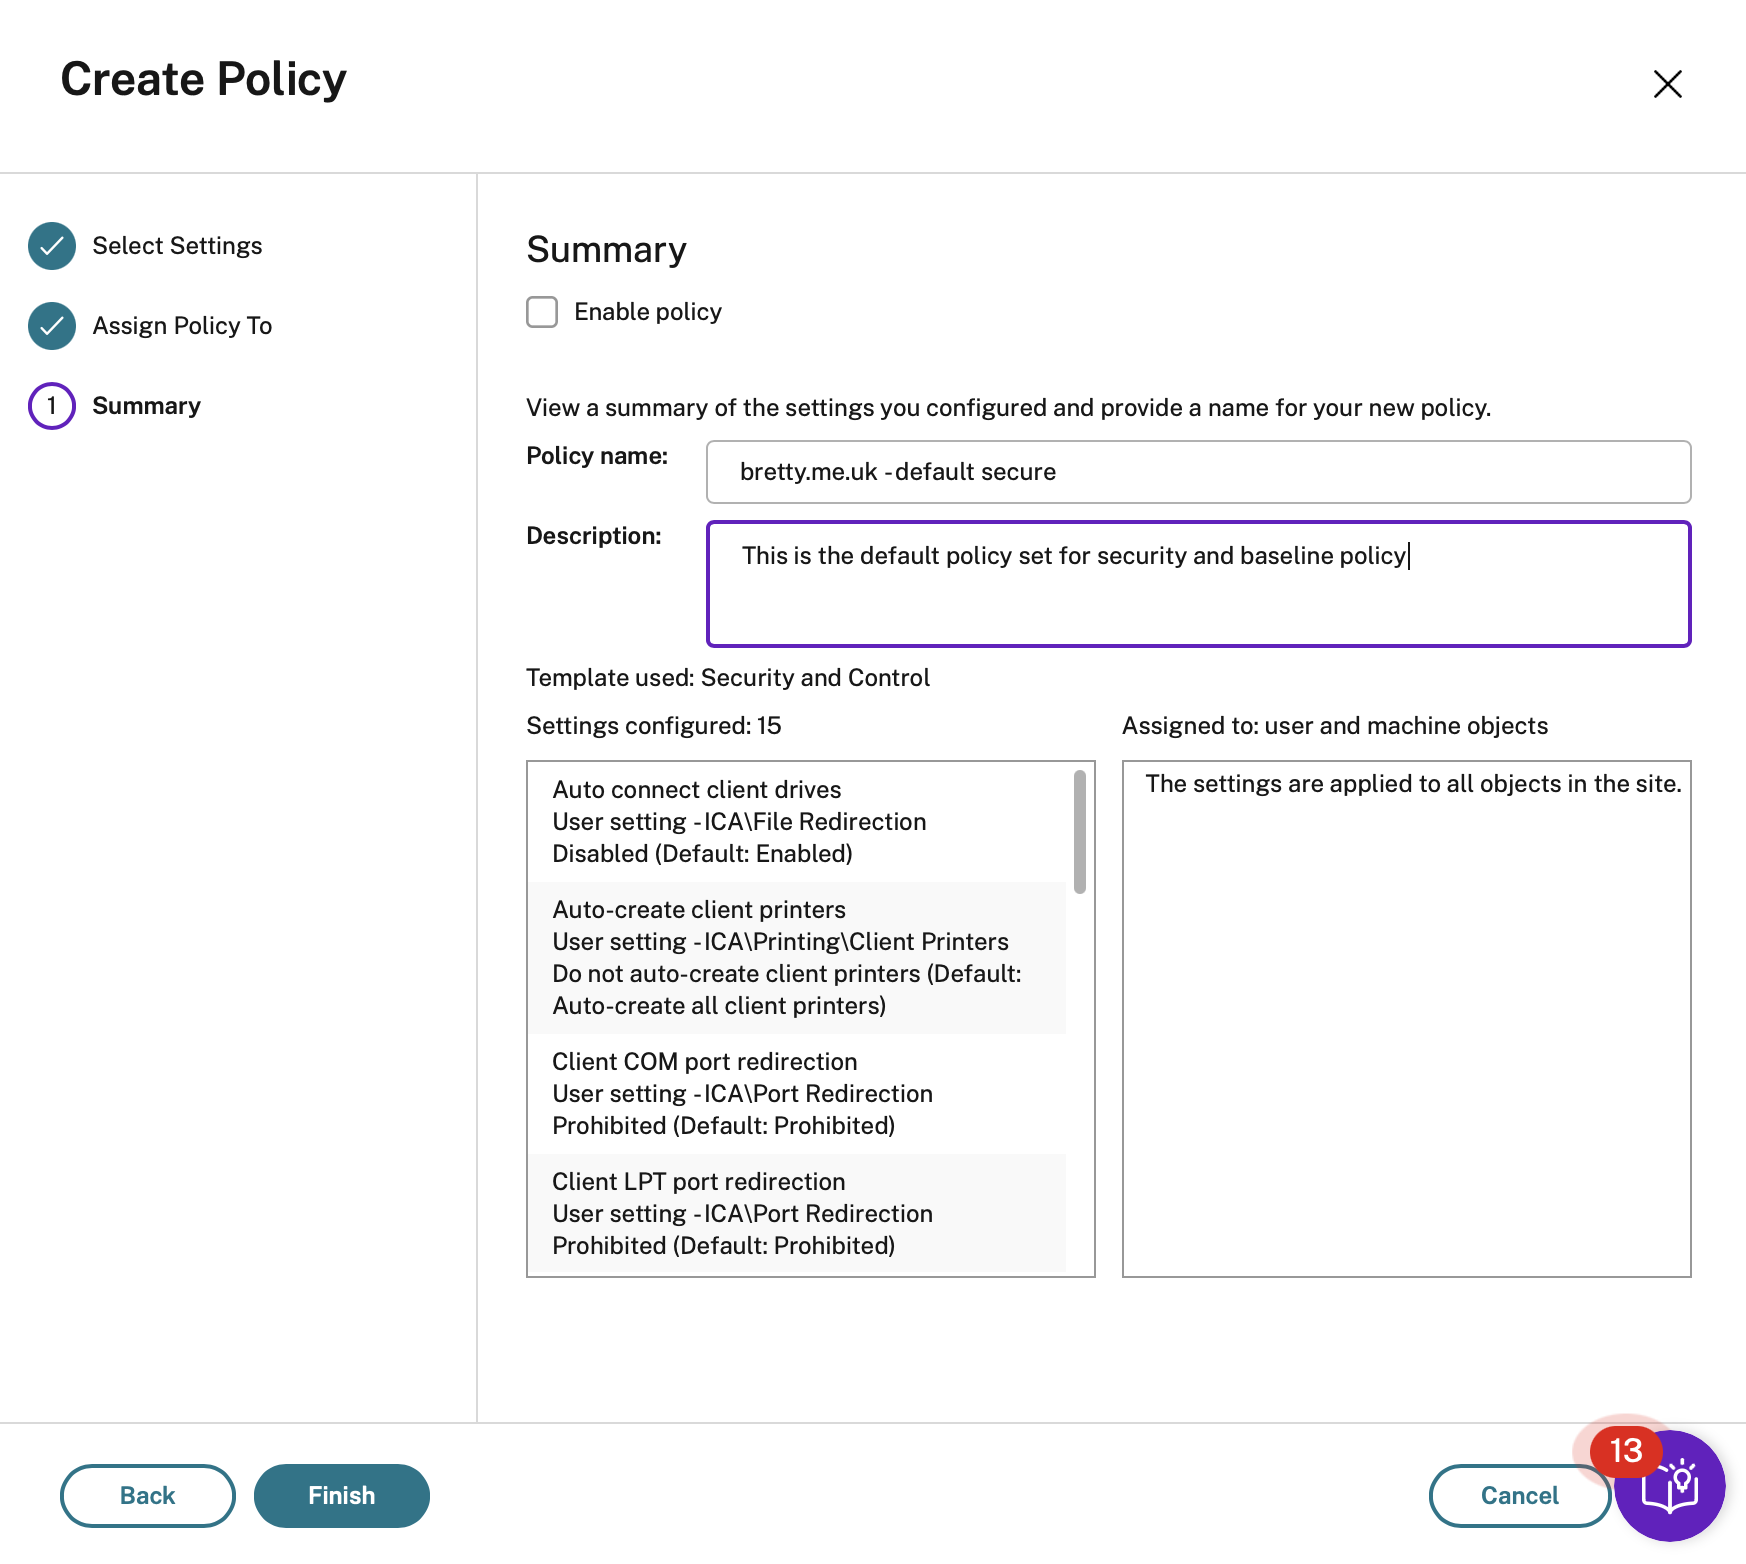 Create Policy
Select Settings
Assign Policy To
1 Summary
Summary
Enable policy
View a summary of the settings you configured and provide a name for your new policy.
Policy name: bretty.me.uk - default secure
Description: This is the default policy set for security and baseline policy
Template used: Security and Control
Settings configured: 15
Auto connect client drives
User setting - ICA\File Redirection
Disabled (Default: Enabled)
Auto-create client printers
User setting - ICA\Printing\Client Printers
Do not auto-create client printers (Default:
Auto-create all client printers)
Client COM port redirection
User setting - ICA\Port Redirection
Prohibited (Default: Prohibited)
Client LPT port redirection
User setting - ICA\Port Redirection
Prohibited (Default: Prohibited)
Assigned to: user and machine objects
The settings are applied to all objects in the site.
Back
Finish
Cancel
13